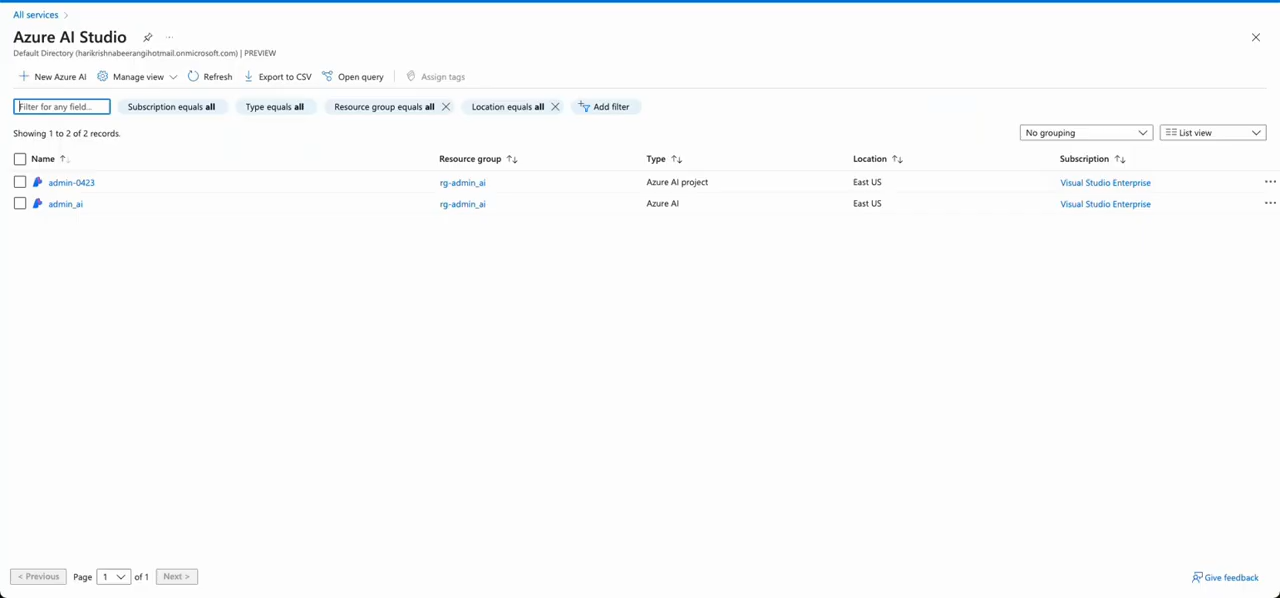 All services >
Azure AI Studio
Default Directory (harikrishnabeerangihotmail.onmicrosoft.com) | PREVIEW
New Azure AI Manage view Refresh Export to CSV Open query Assign tags
Filter for any field... Subscription equals all Type equals all Resource group equals all Location equals all Add filter
Showing 1 to 2 of 2 records. No grouping List view
Name Resource group Type Location Subscription
admin-0423 rg-admin_ai Azure AI project East US Visual Studio Enterprise
admin_ai rg-admin_ai Azure AI East US Visual Studio Enterprise
< Previous Page 1 of 1 Next > Give feedback